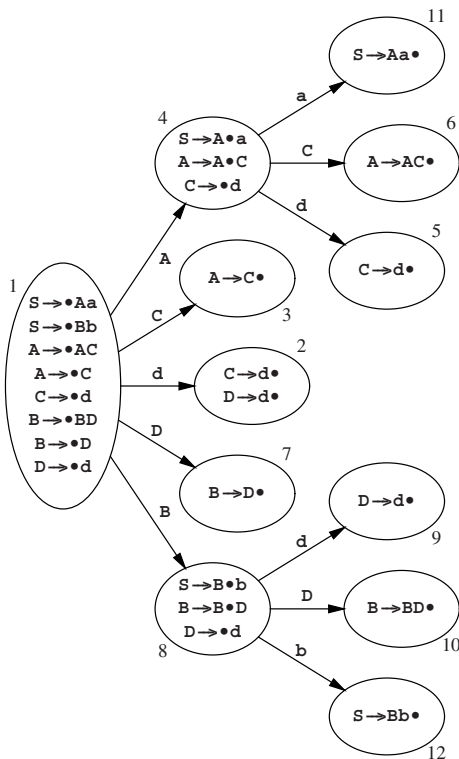 11
S→Aa•
a
4
S→A•a
A→A•C
C→•d
C
6
A→AC•
d
5
C→d•
A
1
S→•Aa
S→•Bb
A→•AC
A→•C
C→•d
B→•BD
B→•D
D→•d
C
A→C•
3
d
2
C→d•
D→d•
D
7
B→D•
B
8
S→B•b
B→B•D
D→•d
d
D→d•
9
D
B→BD•
10
b
S→Bb•
12